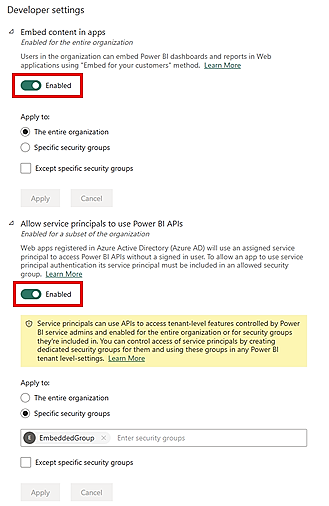 Developer settings
Embed content in apps
Enabled for the entire organization
Users in the organization can embed Power BI dashboards and reports in Web
applications using "Embed for your customers" method. Learn More
Enabled
Apply to:
The entire organization
Specific security groups
Except specific security groups
Apply Cancel
Allow service principals to use Power BI APIs
Enabled for a subset of the organization
Web apps registered in Azure Active Directory (Azure AD) will use an assigned service
principal to access Power BI APIs without a signed in user. To allow an app to use service
principal authentication its service principal must be included in an allowed security
group. Learn More
Enabled
Service principals can use APIs to access tenant-level features controlled by Power
BI service admins and enabled for the entire organization or for security groups
they're included in. You can control access of service principals by creating
dedicated security groups for them and using these groups in any Power BI
tenant level-settings. Learn More
Apply to:
The entire organization
Specific security groups
E EmbeddedGroup × Enter security groups
Except specific security groups
Apply Cancel